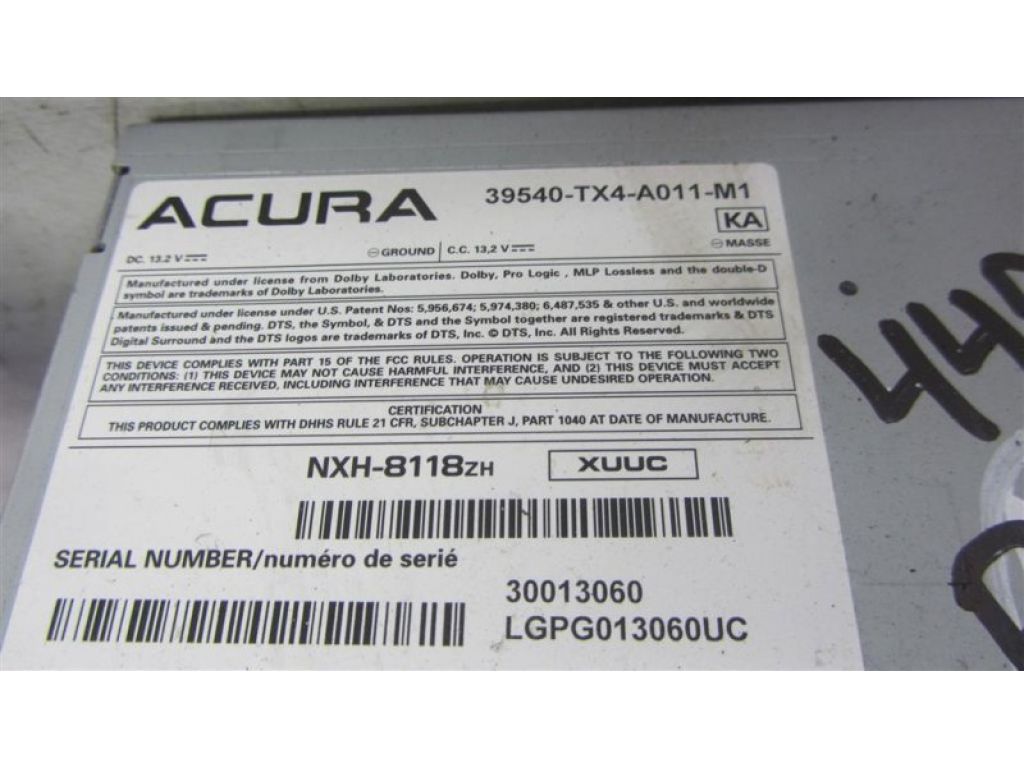 ACURA
39540-TX4-A011-M1
KA
DC. 13.2 V
GROUND
C.C. 13,2 V
MASSE
Manufactured under license from Dolby Laboratories. Dolby, Pro Logic , MLP Lossless and the double-D
symbol are trademarks of Dolby Laboratories.
Manufactured under license under U.S. Patent Nos: 5,956,674; 5,974,380; 6,487,535 & other U.S. and worldwide
patents issued & pending. DTS, the Symbol, & DTS and the Symbol together are registered trademarks & DTS
Digital Surround and the DTS logos are trademarks of DTS, Inc. © DTS, Inc. All Rights Reserved.
THIS DEVICE COMPLIES WITH PART 15 OF THE FCC RULES. OPERATION IS SUBJECT TO THE FOLLOWING TWO
CONDITIONS: (1) THIS DEVICE MAY NOT CAUSE HARMFUL INTERFERENCE, AND (2) THIS DEVICE MUST ACCEPT
ANY INTERFERENCE RECEIVED, INCLUDING INTERFERENCE THAT MAY CAUSE UNDESIRED OPERATION.
CERTIFICATION
THIS PRODUCT COMPLIES WITH DHHS RULE 21 CFR, SUBCHAPTER J, PART 1040 AT DATE OF MANUFACTURE.
NXH-8118ZH
XUUC
SERIAL NUMBER/numéro de serié
30013060
LGPG013060UC